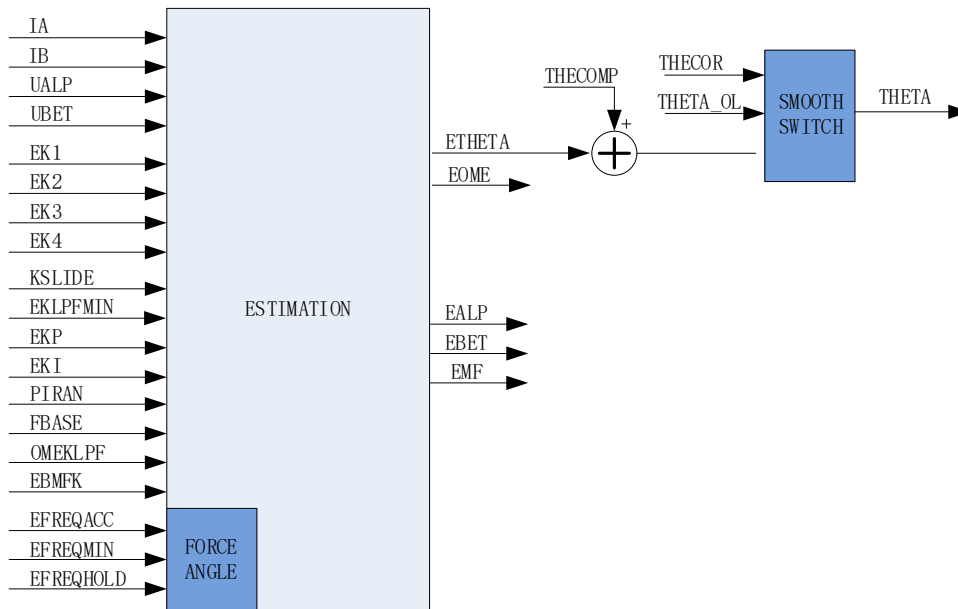 IA
IB
UALP
UBET
EK1
EK2
EK3
EK4
KSLIDE
EKLPFMIN
EKP
EKI
PIRAN
FBASE
OMEKLPF
EBMFK
EFREQACC
EFREQMIN
EFREQHOLD
FORCE
ANGLE
ESTIMATION
ETHETA
EOME
EALP
EBET
EMF
THECOMP
+
THECOR
THETA_OL
SMOOTH
SWITCH
THETA